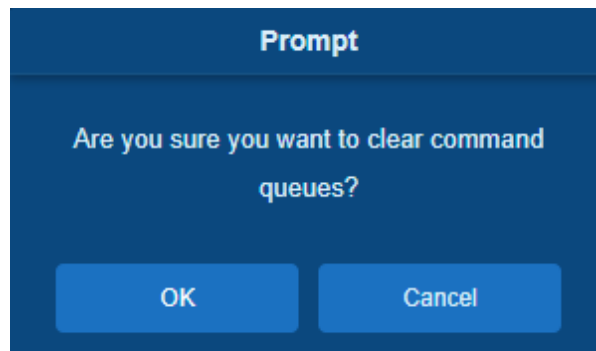 Prompt
Are you sure you want to clear command
queues?
OK
Cancel